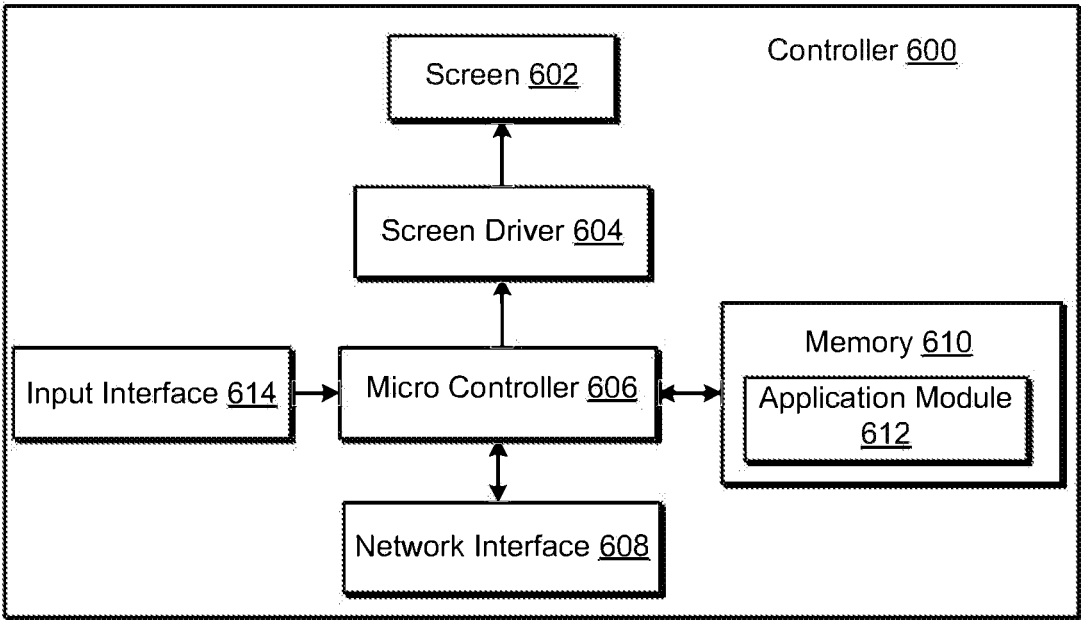 Controller 600
Screen 602
Screen Driver 604
Memory 610
Input Interface 614
Micro Controller 606
Application Module
612
Network Interface 608